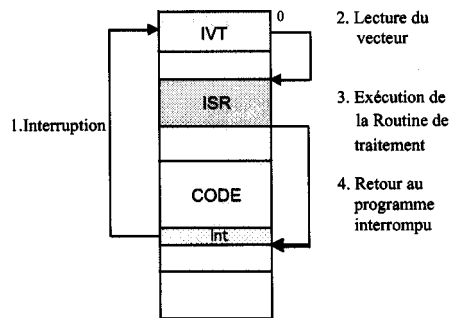 0
IVT
2. Lecture du
vecteur
ISR
3. Exécution de
la Routine de
traitement
1.Interruption
4. Retour au
programme
interrompu
CODE
Int